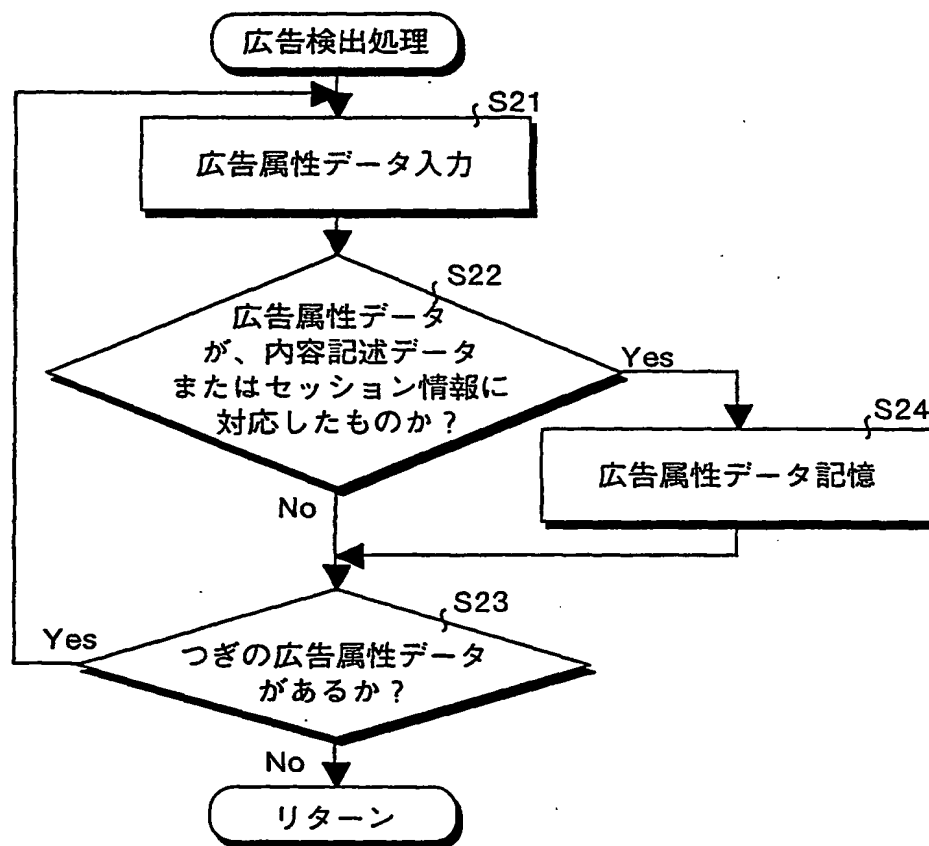 広告検出処理
S21
広告属性データ入力
S22
広告属性データ
が、内容記述データ
またはセッション情報に
対応したものか？
Yes
S24
広告属性データ記憶
No
S23
Yes
つぎの広告属性データ
があるか？
No
リターン